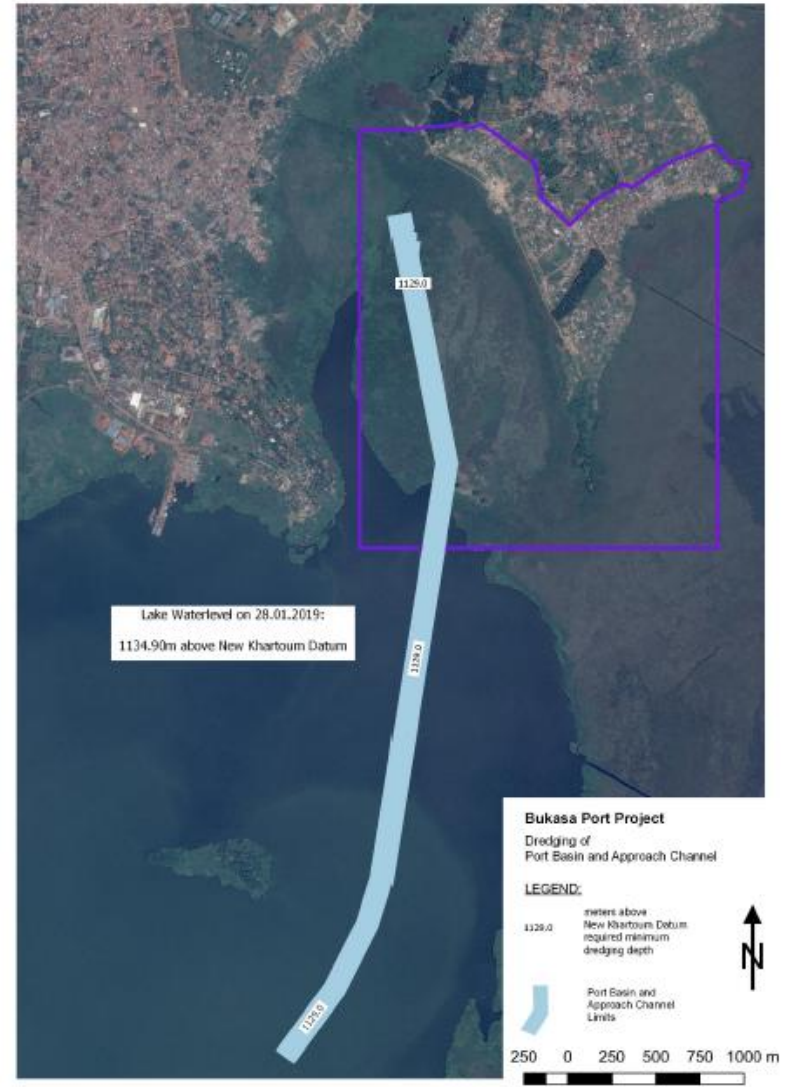 1129.0
Lake Waterlevel on 28.01.2019:
1134.90m above New Khartoum Datum
1129.0
1129.0
Bukasa Port Project
Dredging of
Port Basin and Approach Channel
LEGEND:
1129.0
meters above
New Khartoum Datum
required minimum
dredging depth
Port Basin and
Approach Channel
Limits
N
250 0 250 500 750 1000 m